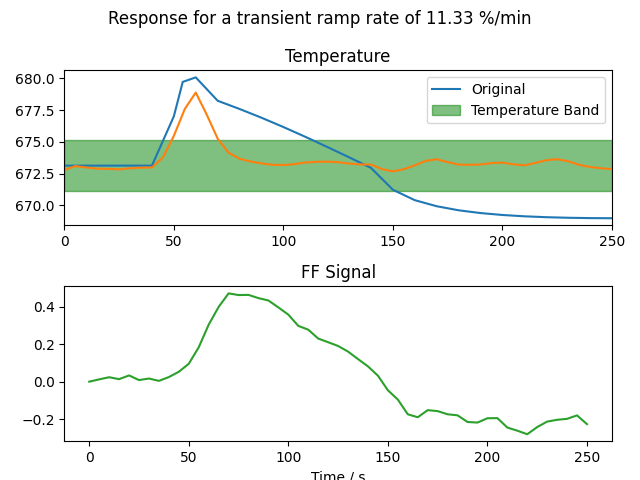 Response for a transient ramp rate of 11.33 %/min
Temperature
680.0
677.5
675.0
672.5
670.0
Original
Temperature Band
0 50 100 150 200 250
FF Signal
0.4
0.2
0.0
−0.2
0 50 100 150 200 250
Time / s